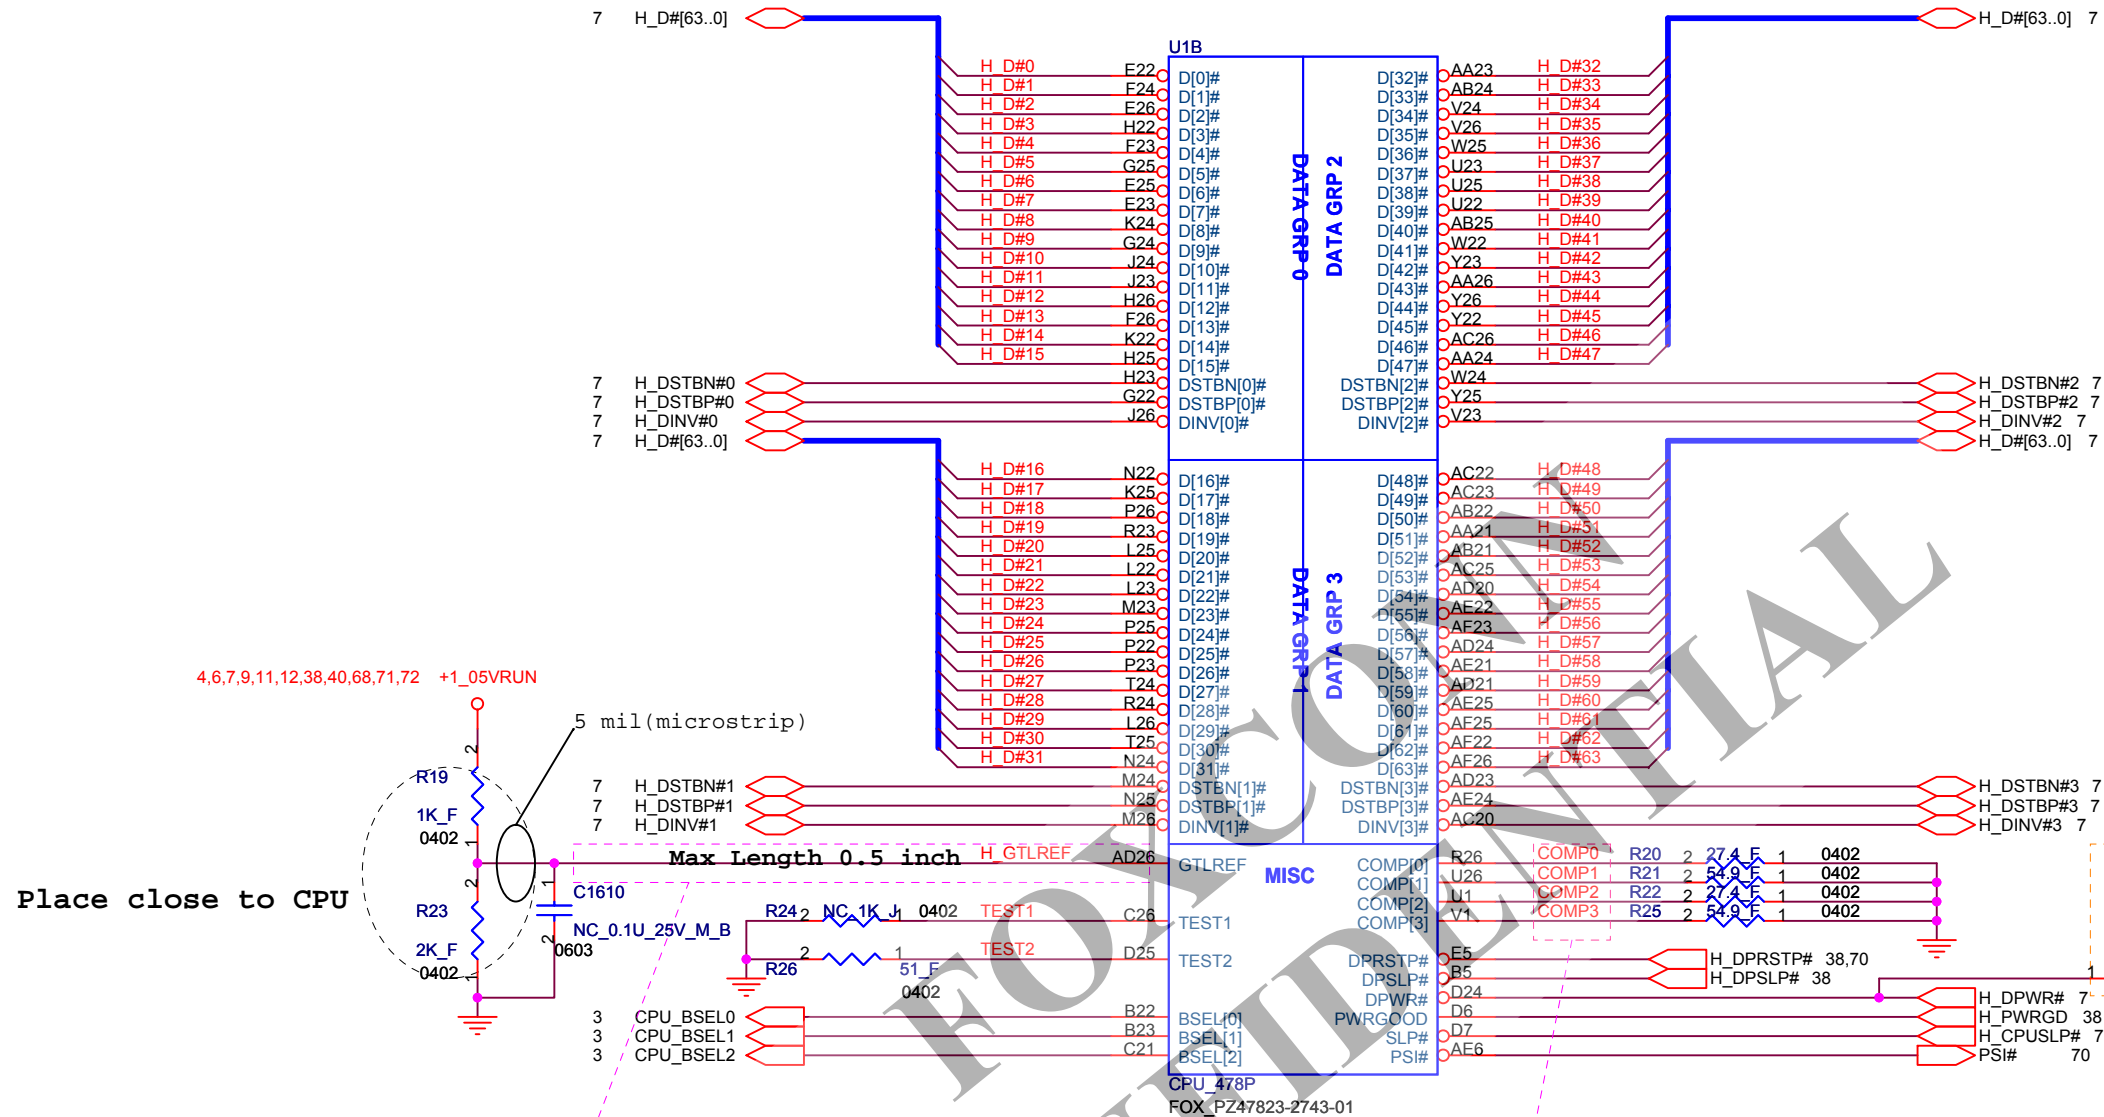 7 H_D#[63..0] H_D#[63..0] 7
U1B
H_D#0 E22 D[0]# D[32]# AA23 H_D#32
H_D#1 F24 D[1]# D[33]# AB24 H_D#33
H_D#2 E26 D[2]# D[34]# V24 H_D#34
H_D#3 H22 D[3]# D[35]# V26 H_D#35
H_D#4 F23 D[4]# D[36]# W25 H_D#36
H_D#5 G25 D[5]# D[37]# U23 H_D#37
H_D#6 E25 D[6]# D[38]# U25 H_D#38
H_D#7 E23 D[7]# D[39]# U22 H_D#39
H_D#8 K24 D[8]# D[40]# AB25 H_D#40
H_D#9 G24 D[9]# D[41]# W22 H_D#41
H_D#10 J24 D[10]# D[42]# Y23 H_D#42
H_D#11 J23 D[11]# D[43]# AA26 H_D#43
H_D#12 H26 D[12]# D[44]# Y26 H_D#44
H_D#13 F26 D[13]# D[45]# Y22 H_D#45
H_D#14 K22 D[14]# D[46]# AC26 H_D#46
H_D#15 H25 D[15]# D[47]# AA24 H_D#47
DATA GRP 0
DATA GRP 2
7 H_DSTBN#0 H23 DSTBN[0]# DSTBN[2]# W24 H_DSTBN#2 7
7 H_DSTBP#0 G22 DSTBP[0]# DSTBP[2]# Y25 H_DSTBP#2 7
7 H_DINV#0 J26 DINV[0]# DINV[2]# V23 H_DINV#2 7
7 H_D#[63..0] H_D#[63..0] 7
H_D#16 N22 D[16]# D[48]# AC22 H_D#48
H_D#17 K25 D[17]# D[49]# AC23 H_D#49
H_D#18 P26 D[18]# D[50]# AB22 H_D#50
H_D#19 R23 D[19]# D[51]# AA21 H_D#51
H_D#20 L25 D[20]# D[52]# AB21 H_D#52
H_D#21 L22 D[21]# D[53]# AC25 H_D#53
H_D#22 L23 D[22]# D[54]# AD20 H_D#54
H_D#23 M23 D[23]# D[55]# AE22 H_D#55
H_D#24 P25 D[24]# D[56]# AF23 H_D#56
H_D#25 P22 D[25]# D[57]# AD24 H_D#57
H_D#26 P23 D[26]# D[58]# AE21 H_D#58
H_D#27 T24 D[27]# D[59]# AD21 H_D#59
H_D#28 R24 D[28]# D[60]# AE25 H_D#60
H_D#29 L26 D[29]# D[61]# AF25 H_D#61
H_D#30 T25 D[30]# D[62]# AF22 H_D#62
H_D#31 N24 D[31]# D[63]# AF26 H_D#63
DATA GRP 1
DATA GRP 3
7 H_DSTBN#1 M24 DSTBN[1]# DSTBN[3]# AD23 H_DSTBN#3 7
7 H_DSTBP#1 N25 DSTBP[1]# DSTBP[3]# AE24 H_DSTBP#3 7
7 H_DINV#1 M26 DINV[1]# DINV[3]# AC20 H_DINV#3 7
4,6,7,9,11,12,38,40,68,71,72 +1_05VRUN
5 mil(microstrip)
2
R19
1K_F
0402
1
Max Length 0.5 inch H_GTLREF AD26 GTLREF
MISC
COMP[0] R26 COMP0 R20 2 27.4_F 1 0402
COMP[1] U26 COMP1 R21 2 54.9_F 1 0402
COMP[2] U1 COMP2 R22 2 27.4_F 1 0402
COMP[3] V1 COMP3 R25 2 54.9_F 1 0402
Place close to CPU
2
R23
2K_F
0402
1
1
C1610
NC_0.1U_25V_M_B
2
0603
R24 2 NC_1K_J 1 0402 TEST1 C26 TEST1
R26 2 1 TEST2 D25 TEST2
51_F
0402
DPRSTP# E5 H_DPRSTP# 38,70
DPSLP# B5 H_DPSLP# 38
1
DPWR# D24 H_DPWR# 7
3 CPU_BSEL0 B22 BSEL[0] PWRGOOD D6 H_PWRGD 38
3 CPU_BSEL1 B23 BSEL[1] SLP# D7 H_CPUSLP# 7
3 CPU_BSEL2 C21 BSEL[2] PSI# AE6 PSI# 70
CPU_478P
FOX_PZ47823-2743-01
FOXCONN